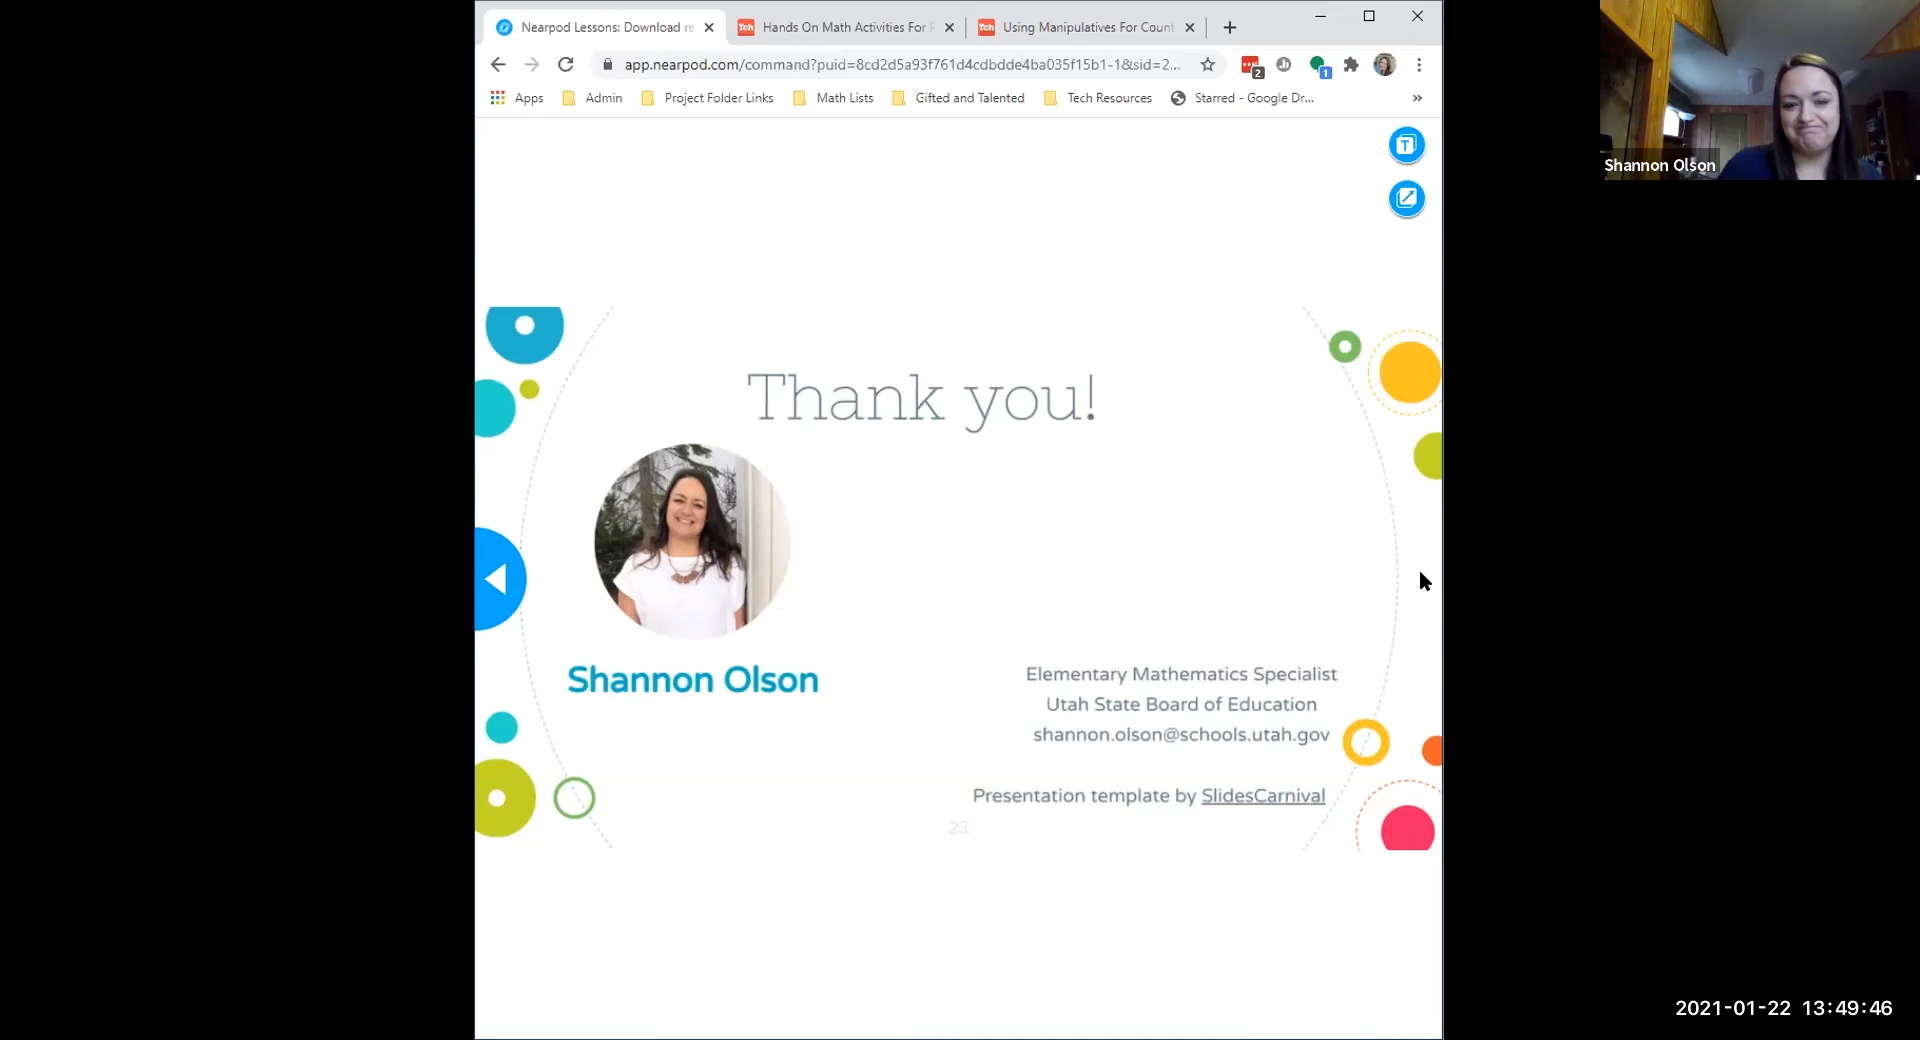 Nearpod Lessons: Download re
Hands On Math Activities For P
Using Manipulatives For Count
app.nearpod.com/command?puid=8cd2d5a93f761d4cdbdde4ba035f15b1-1&sid=2...
2
1
Apps
Admin
Project Folder Links
Math Lists
Gifted and Talented
Tech Resources
Starred - Google Dr...
»
T
Shannon Olson
Thank you!
Shannon Olson
Elementary Mathematics Specialist
Utah State Board of Education
shannon.olson@schools.utah.gov
Presentation template by SlidesCarnival
23
2021-01-22 13:49:46